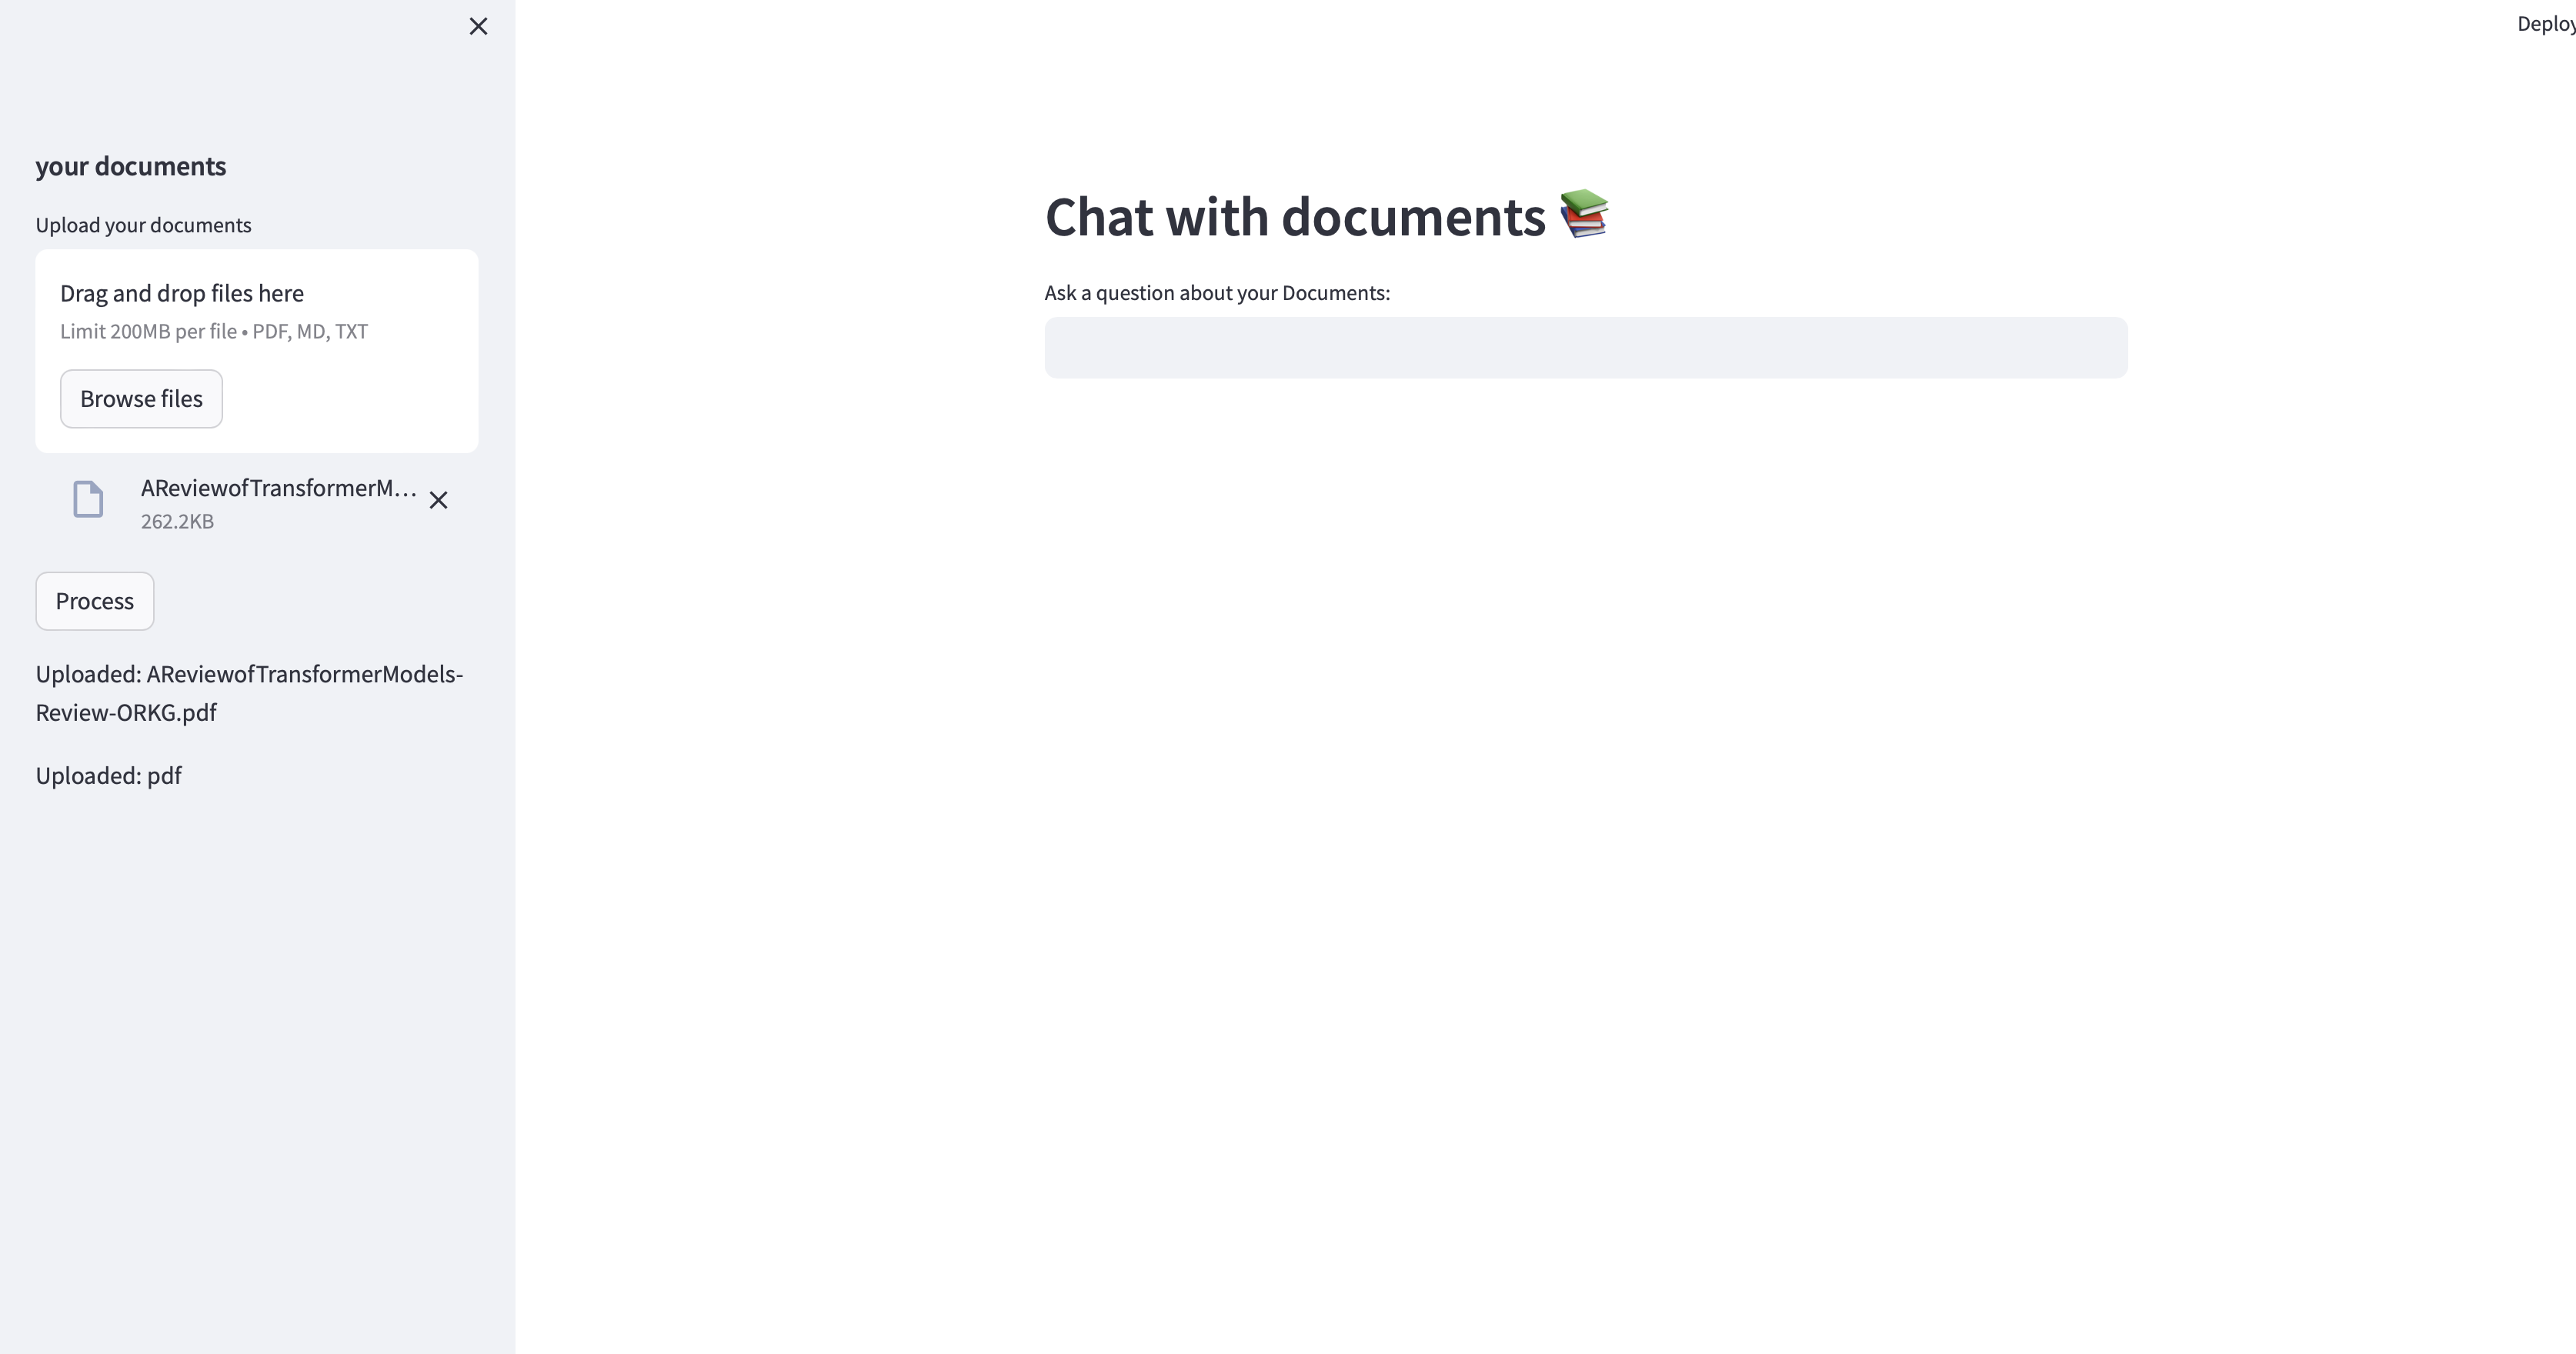 Deploy
your documents
Upload your documents
Drag and drop files here
Limit 200MB per file • PDF, MD, TXT
Browse files
AReviewofTransformerM…
262.2KB
Process
Uploaded: AReviewofTransformerModels-
Review-ORKG.pdf
Uploaded: pdf
Chat with documents 📚
Ask a question about your Documents: